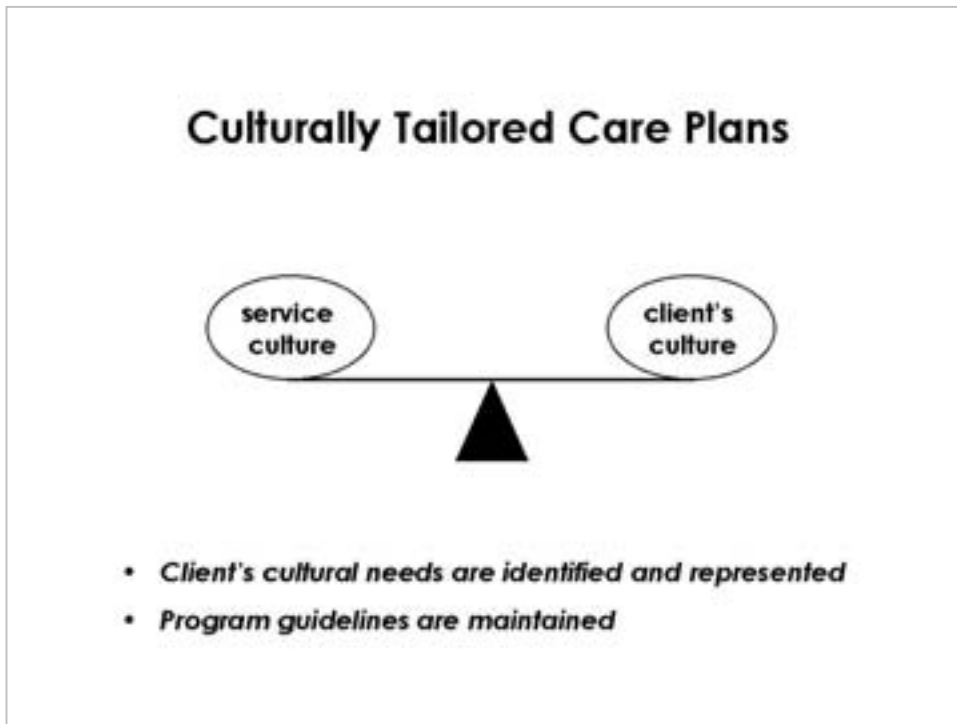 Culturally Tailored Care Plans
service
culture
client's
culture
• Client's cultural needs are identified and represented
• Program guidelines are maintained